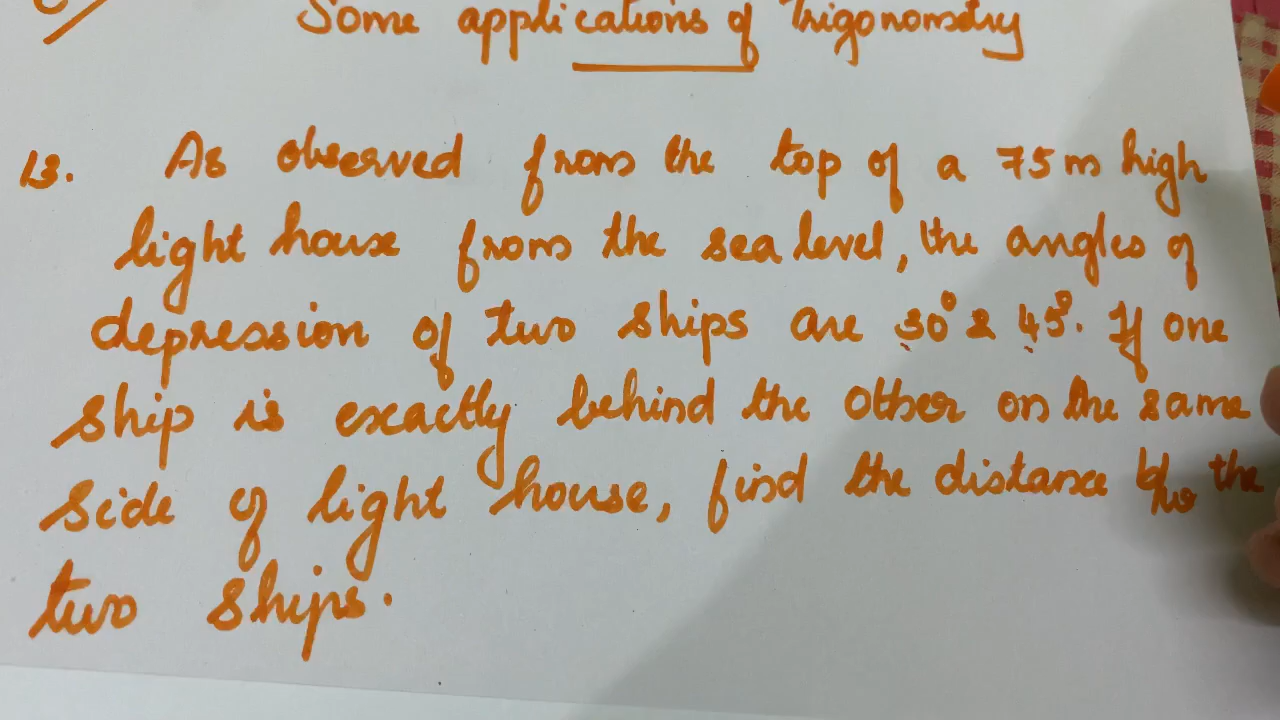 Some applications of Trigonometry
13. As observed from the top of a 75 m high
light house from the sea level, the angles of
depression of two ships are 30° & 45°. If one
ship is exactly behind the other on the same
side of light house, find the distance b/w the
two ships.